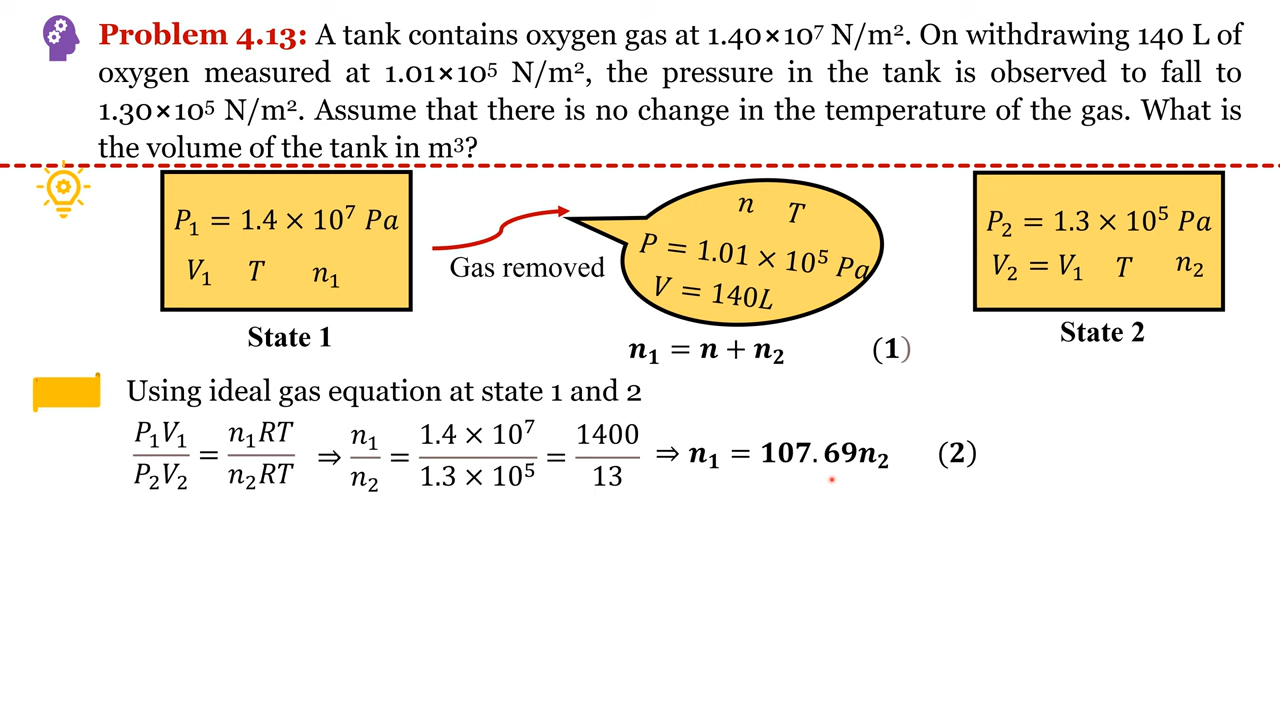 Problem 4.13: A tank contains oxygen gas at 1.40×10⁷ N/m². On withdrawing 140 L of
oxygen measured at 1.01×10⁵ N/m², the pressure in the tank is observed to fall to
1.30×10⁵ N/m². Assume that there is no change in the temperature of the gas. What is
the volume of the tank in m³?
P₁ = 1.4 × 10⁷ Pa
V₁ T n₁
State 1
Gas removed
n T
P = 1.01 × 10⁵ Pa
V = 140L
P₂ = 1.3 × 10⁵ Pa
V₂ = V₁ T n₂
State 2
n₁ = n + n₂ (1)
Using ideal gas equation at state 1 and 2
P₁V₁/P₂V₂ = n₁RT/n₂RT ⇒ n₁/n₂ = 1.4 × 10⁷/1.3 × 10⁵ = 1400/13 ⇒ n₁ = 107.69n₂ (2)